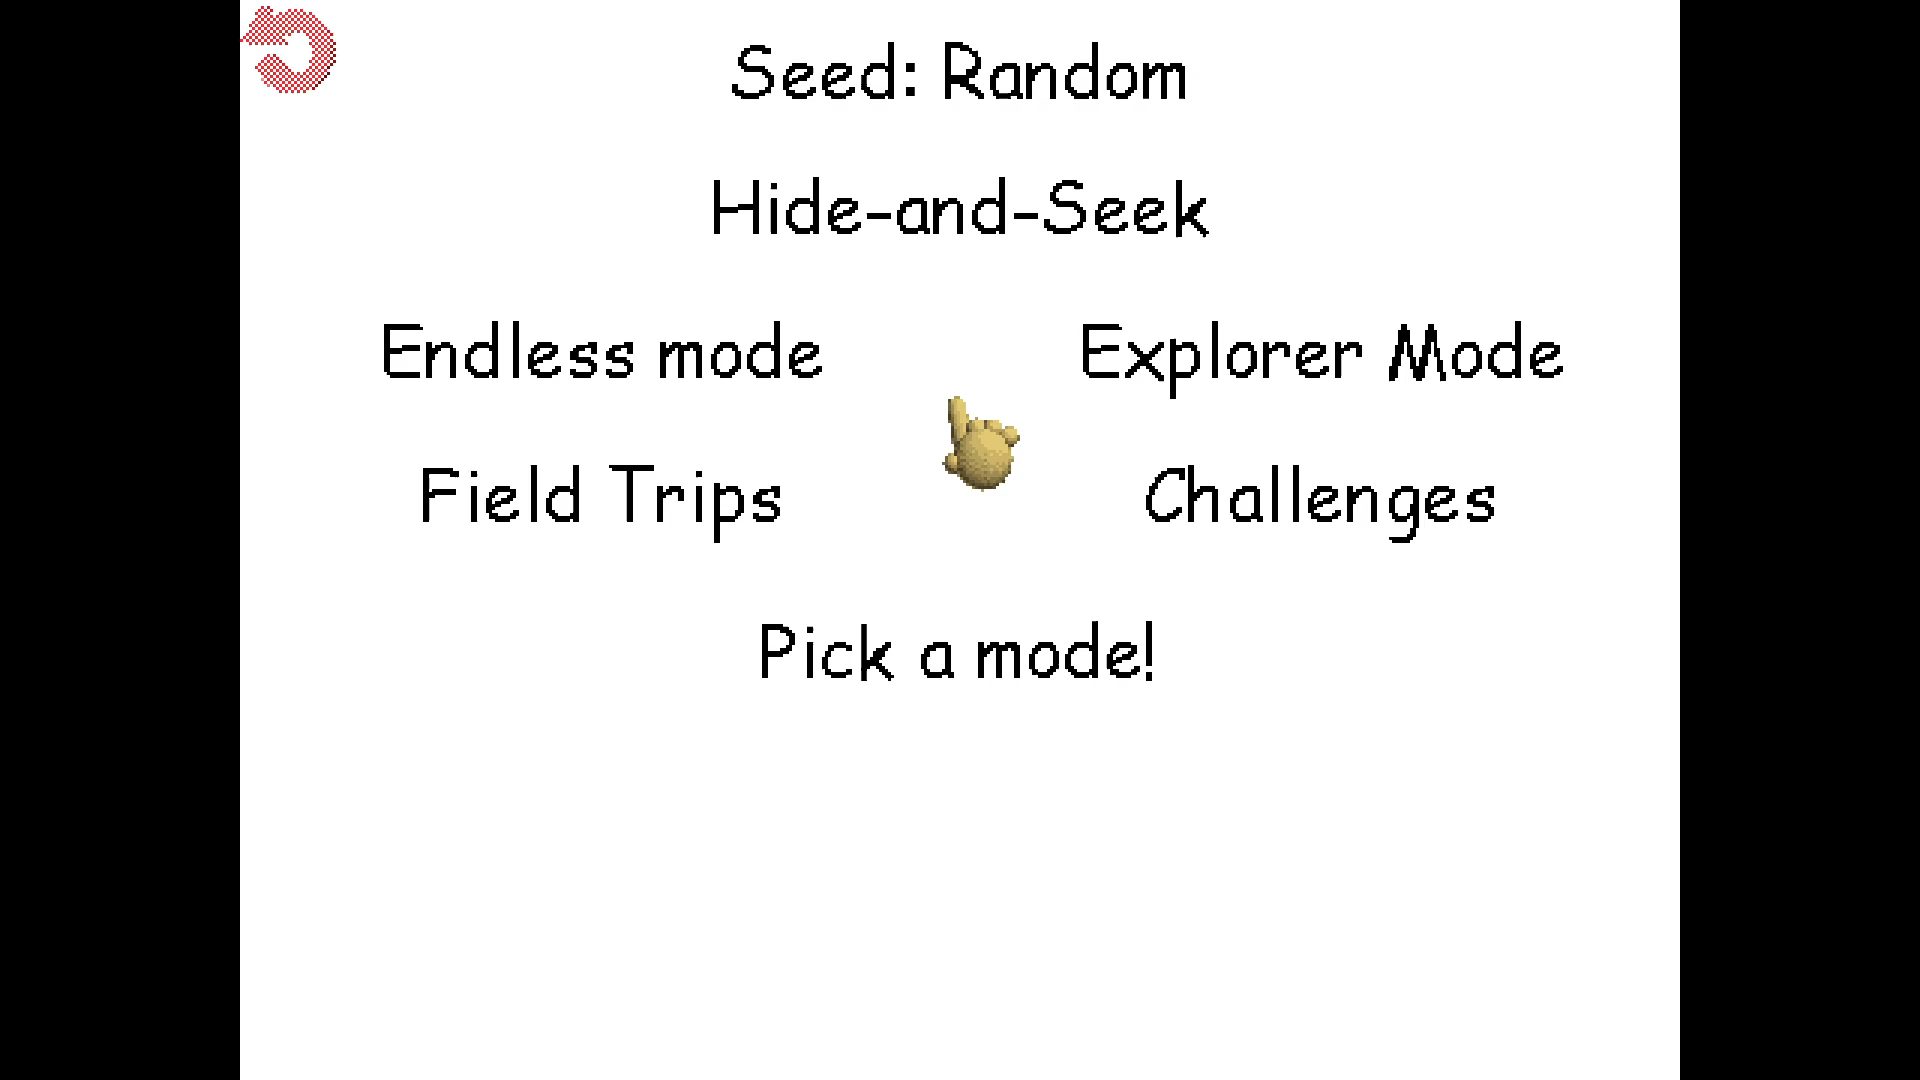 Seed: Random
Hide-and-Seek
Endless mode
Explorer Mode
Field Trips
Challenges
Pick a mode!